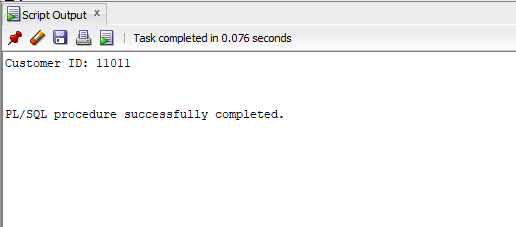 Script Output x
Task completed in 0.076 seconds
Customer ID: 11011
PL/SQL procedure successfully completed.